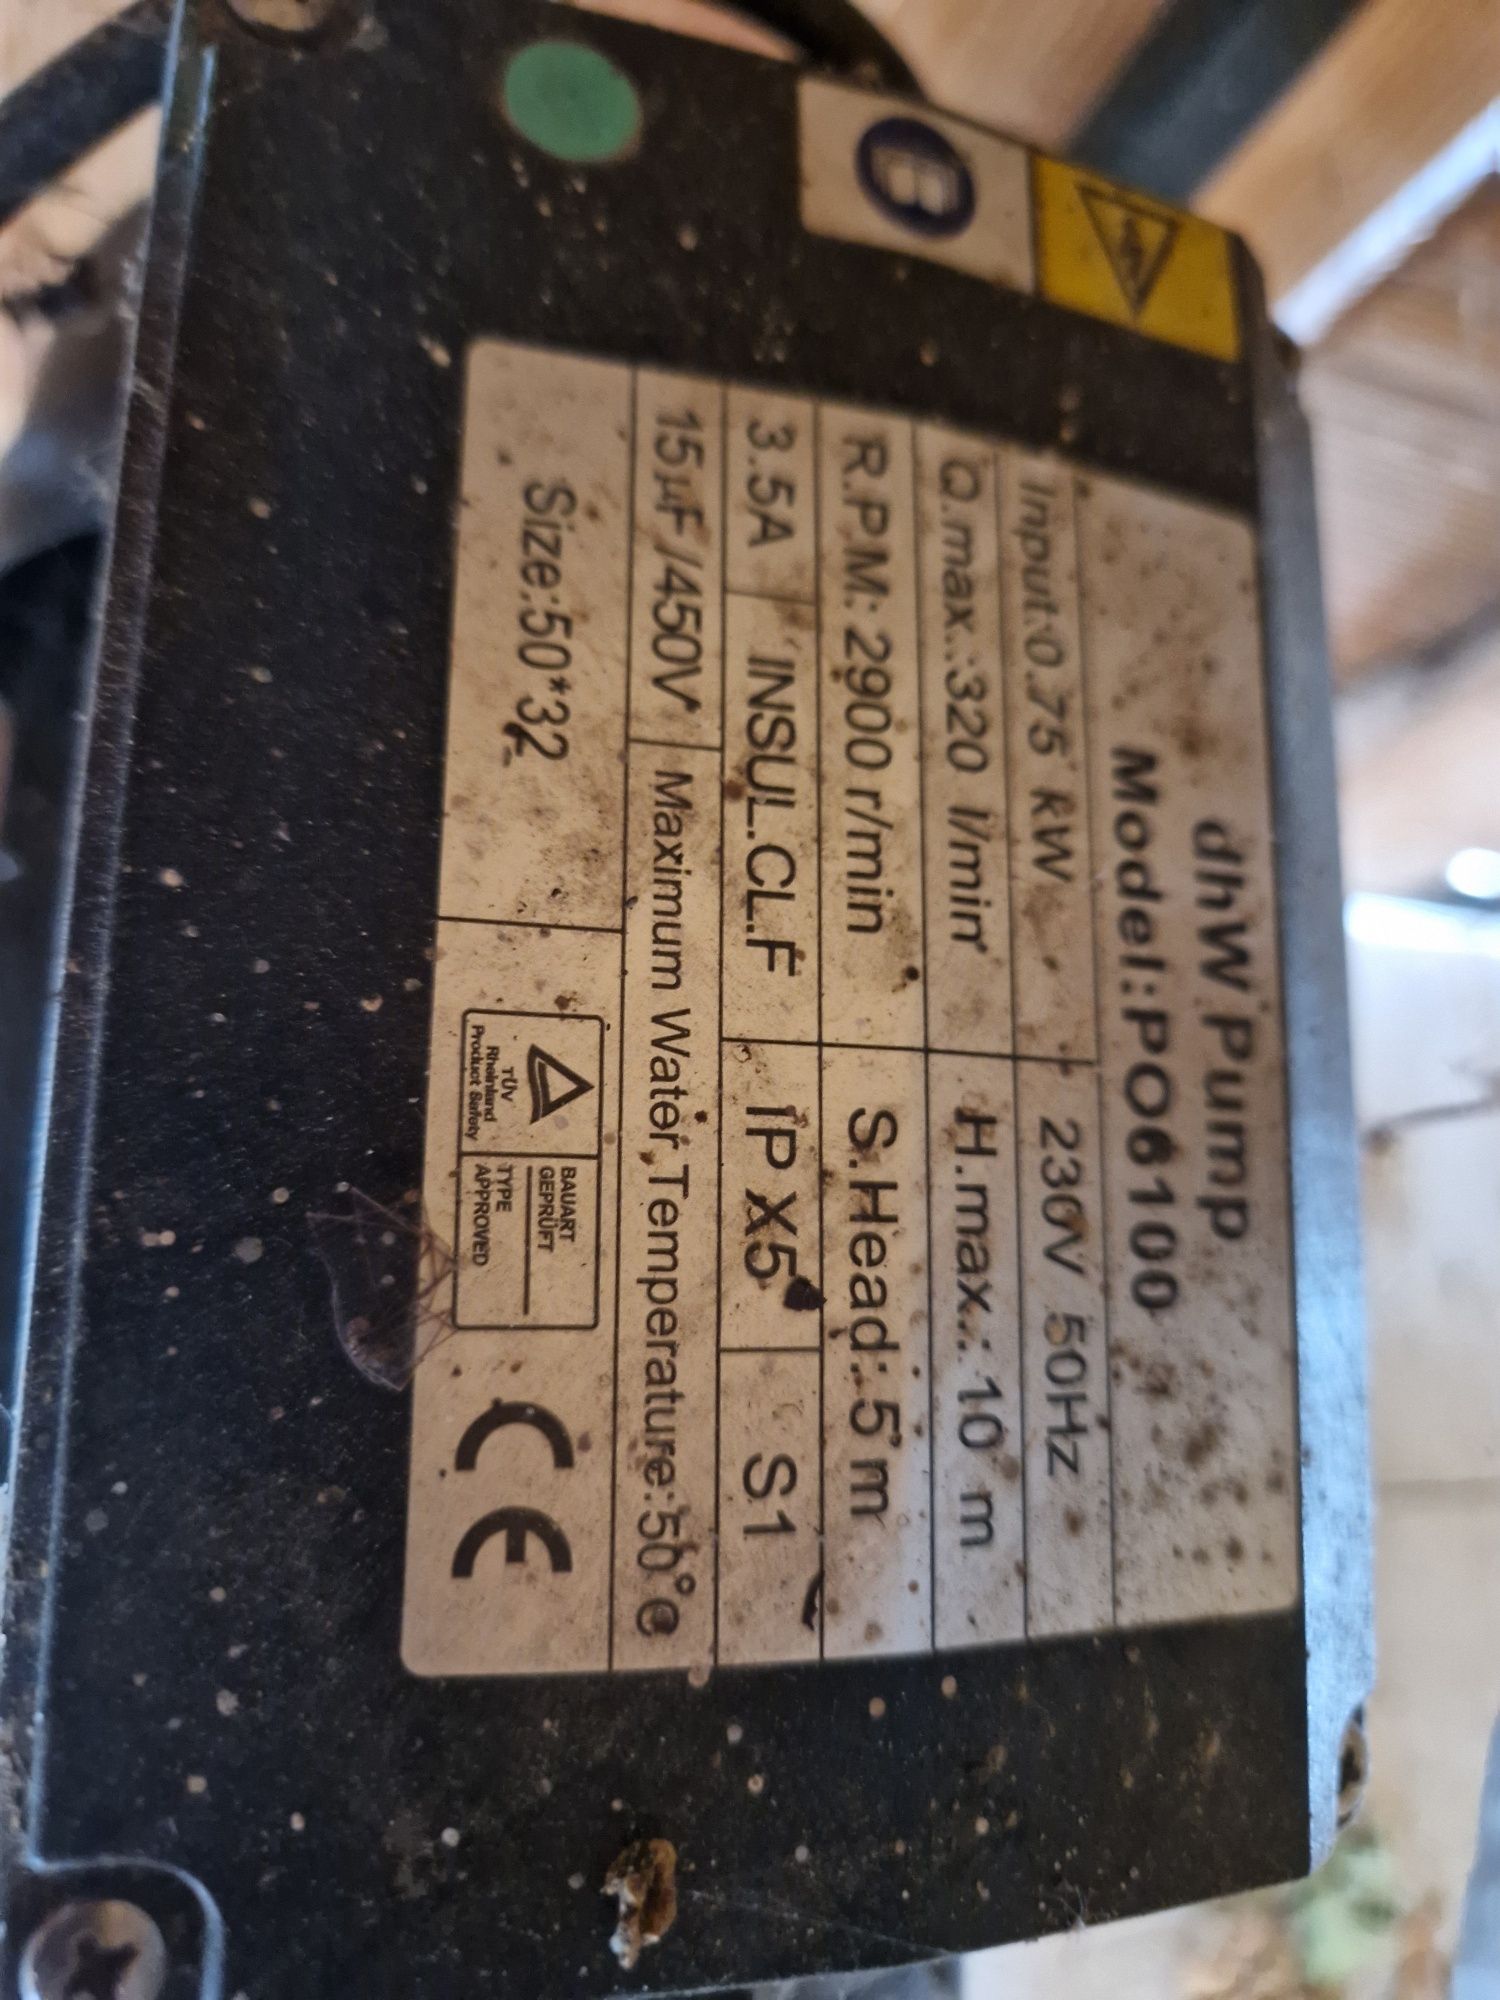 dhW Pump
Model:PO6100
Input:0.75 kW 230V 50Hz
Q.max.:320 l/min H.max.: 10 m
R.PM: 2900 r/min S.Head: 5 m
3.5A INSUL.CL.F IP X5 S1
15µF/450V Maximum Water Temperature:50°C
Size:50*32
TÜV
Rheinland
Product Safety
BAUART
GEPRÜFT
TYPE
APPROVED
CE